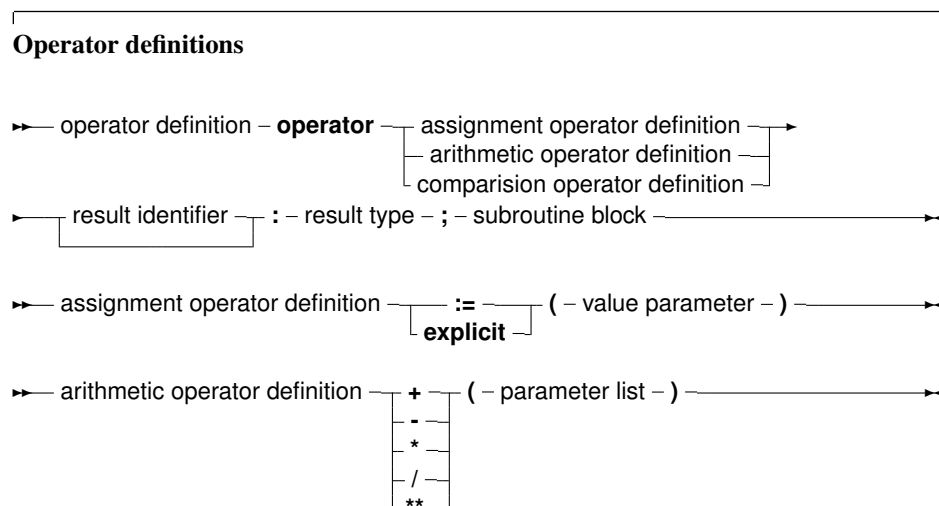 Operator definitions
operator definition – operator assignment operator definition
arithmetic operator definition
comparision operator definition
result identifier : – result type – ; – subroutine block
assignment operator definition := ( – value parameter – )
explicit
arithmetic operator definition + ( – parameter list – )
-
*
/
**